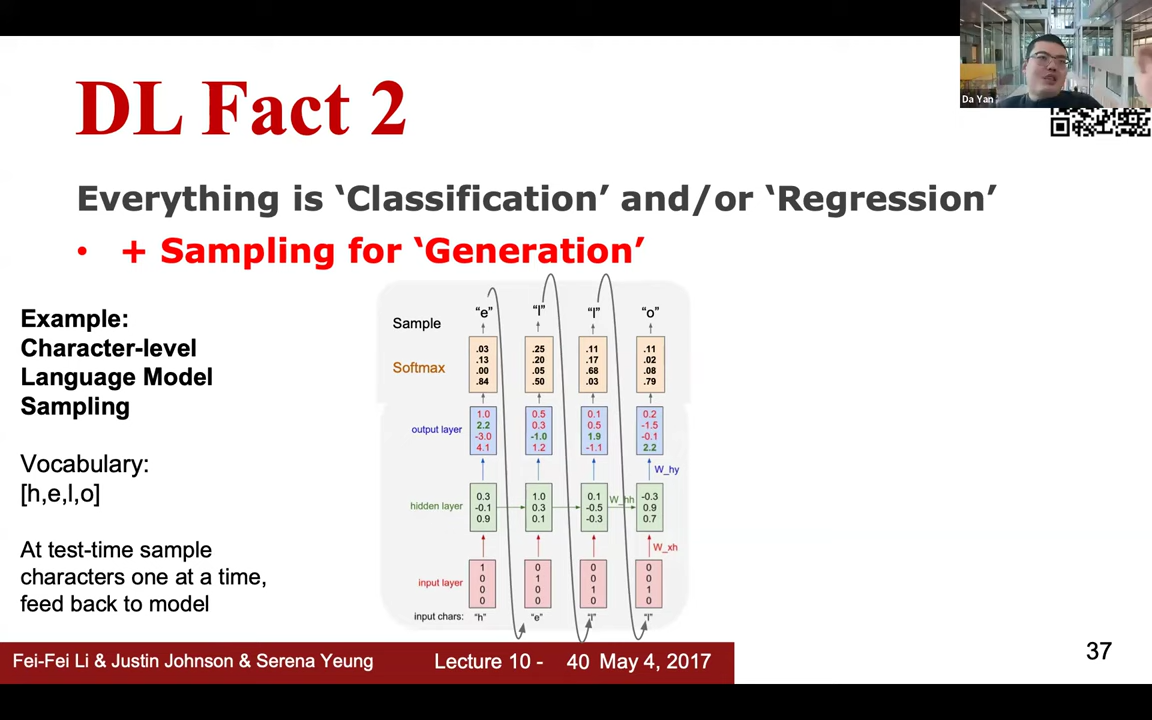 DL Fact 2
Da Yan
Everything is ‘Classification’ and/or ‘Regression’
• + Sampling for ‘Generation’
Example:
Character-level
Language Model
Sampling
Vocabulary:
[h,e,l,o]
At test-time sample
characters one at a time,
feed back to model
Sample “e” “l” “l” “o”
Softmax
.03 .25 .11 .11
.13 .20 .17 .02
.00 .05 .68 .08
.84 .50 .03 .79
output layer
1.0 0.5 0.1 0.2
2.2 0.3 0.5 -1.5
-3.0 -1.0 1.9 -0.1
4.1 1.2 -1.1 2.2
W_hy
hidden layer
0.3 1.0 0.1 -0.3
-0.1 0.3 -0.5 0.9
0.9 0.1 -0.3 0.7
W_hh
W_xh
input layer
1 0 0 0
0 1 0 0
0 0 1 1
0 0 0 0
input chars: “h” “e” “l” “l”
Fei-Fei Li & Justin Johnson & Serena Yeung Lecture 10 - 40 May 4, 2017
37